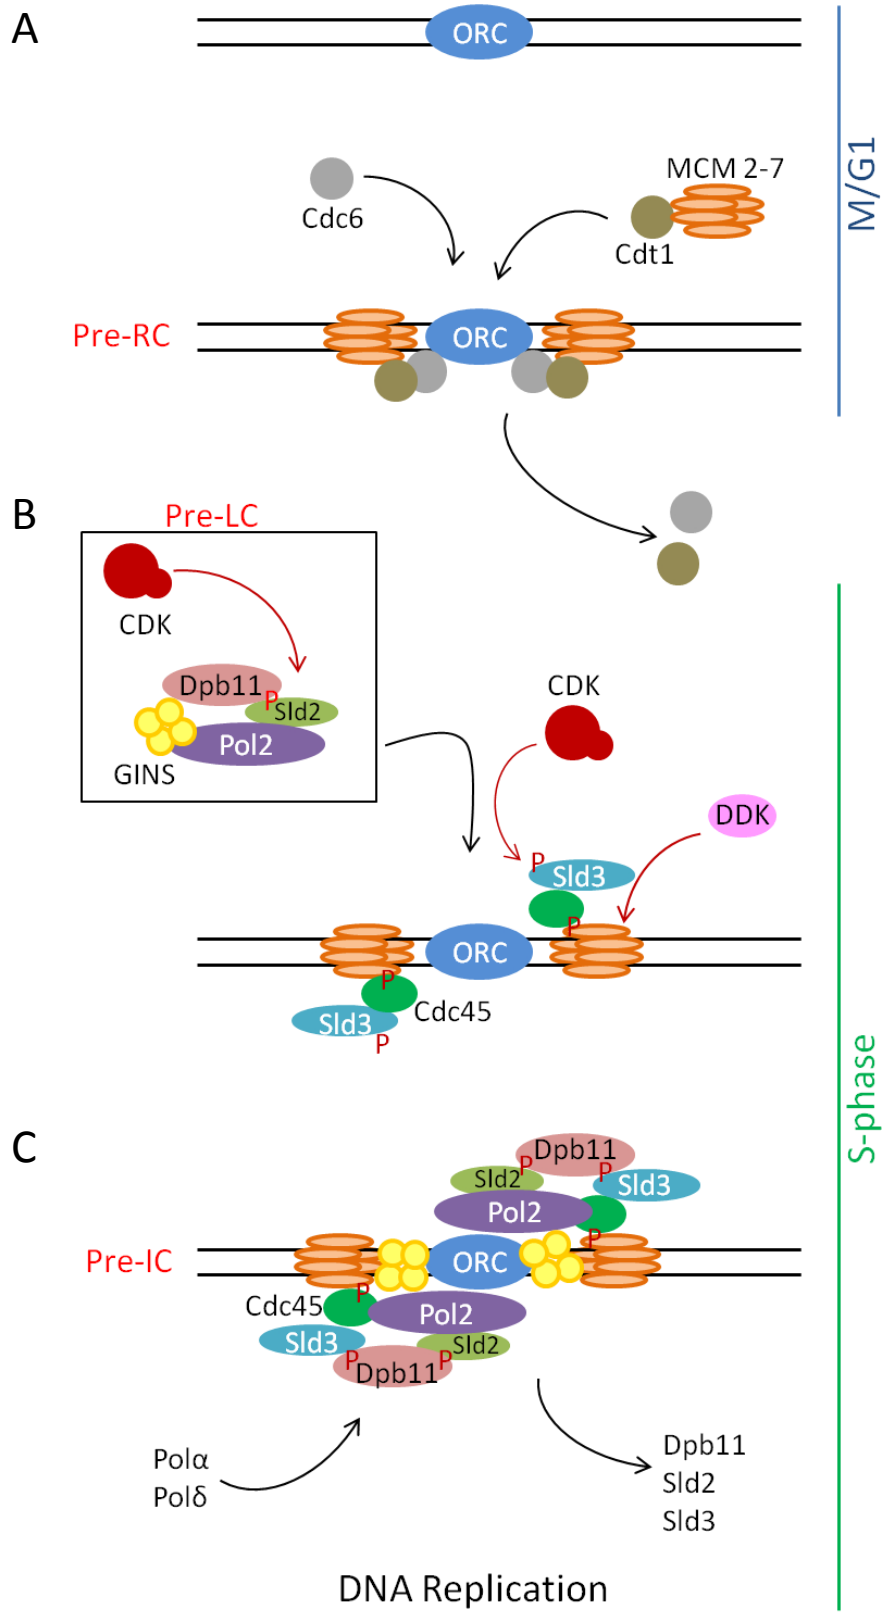 A
ORC
M/G1
MCM 2-7
Cdc6
Cdt1
Pre-RC
ORC
B
Pre-LC
CDK
Dpb11
P
Sld2
Pol2
GINS
CDK
DDK
P
Sld3
P
ORC
P
Cdc45
Sld3
P
S-phase
C
Dpb11
P
P
Sld2
Sld3
Pol2
P
Pre-IC
ORC
P
Cdc45
Pol2
Sld3
Sld2
P
P
Dpb11
Polα
Polδ
Dpb11
Sld2
Sld3
DNA Replication